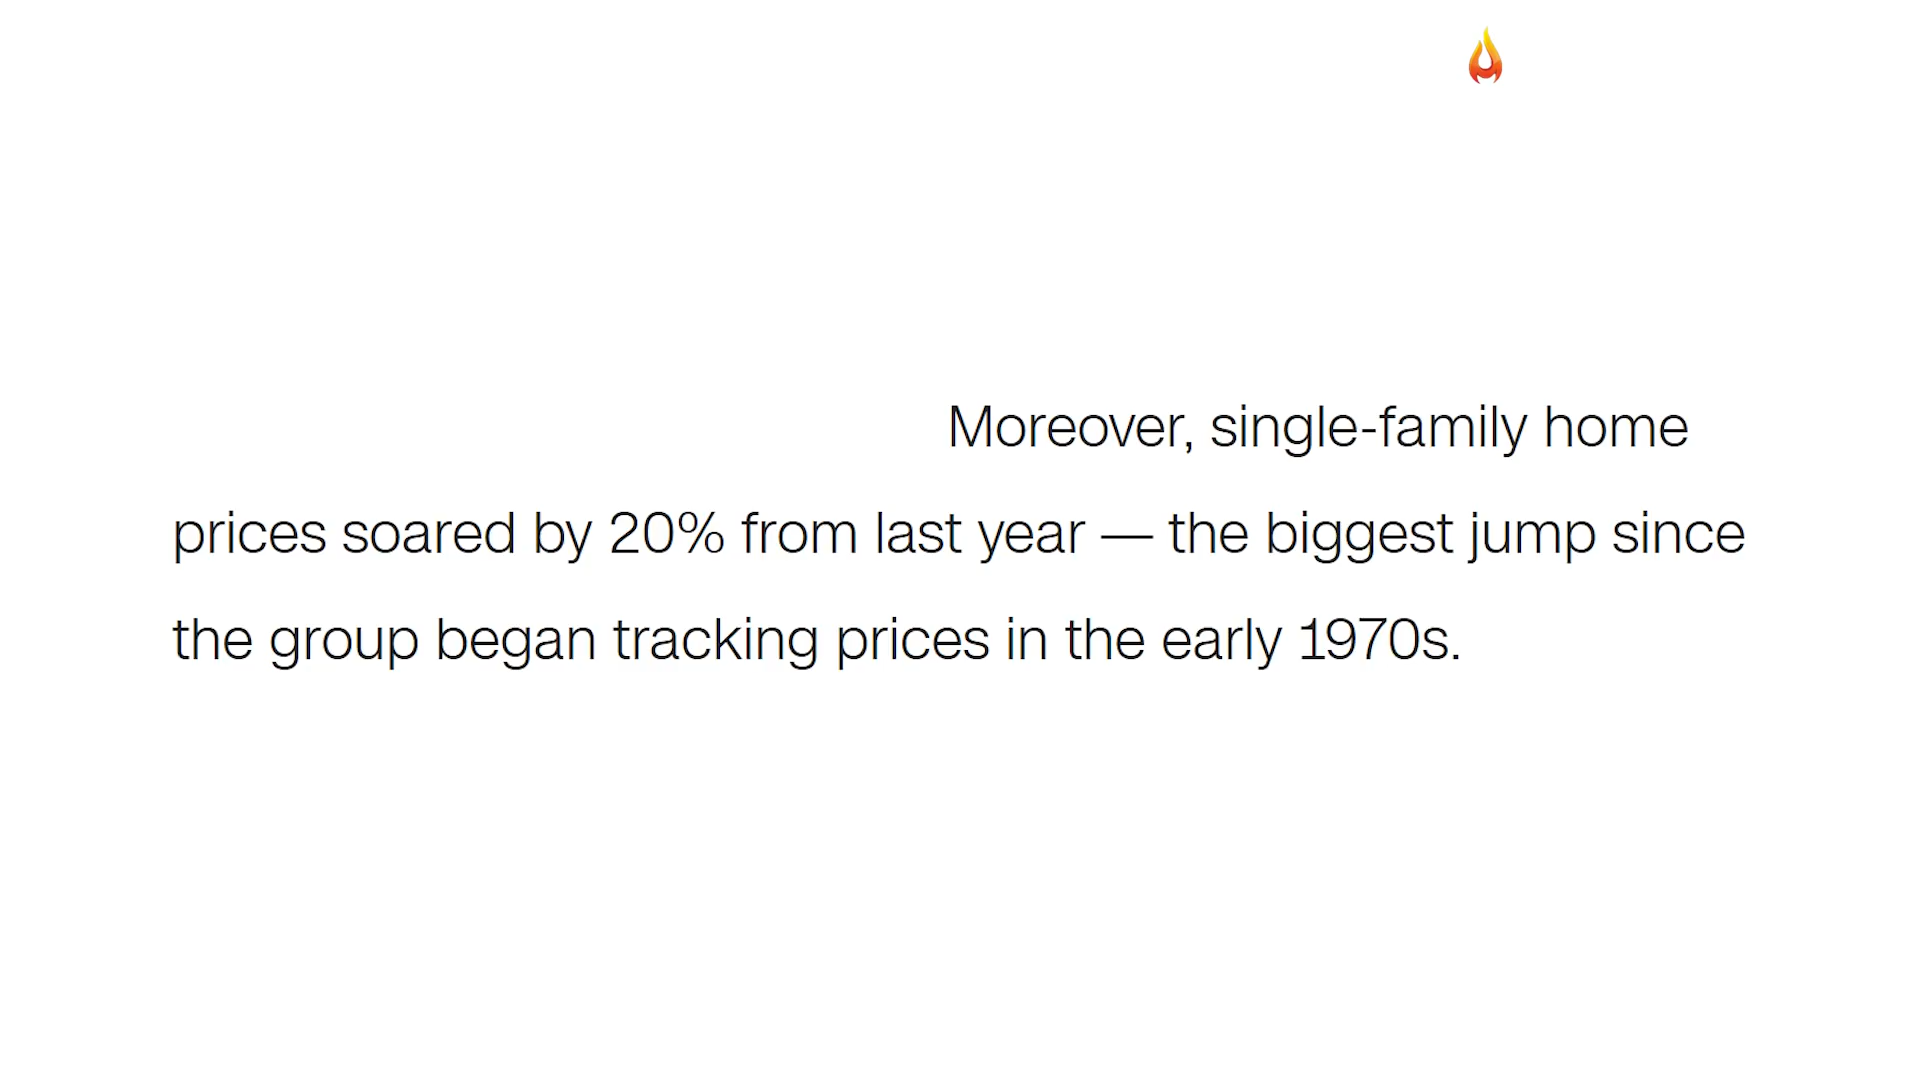 Moreover, single-family home
prices soared by 20% from last year — the biggest jump since
the group began tracking prices in the early 1970s.